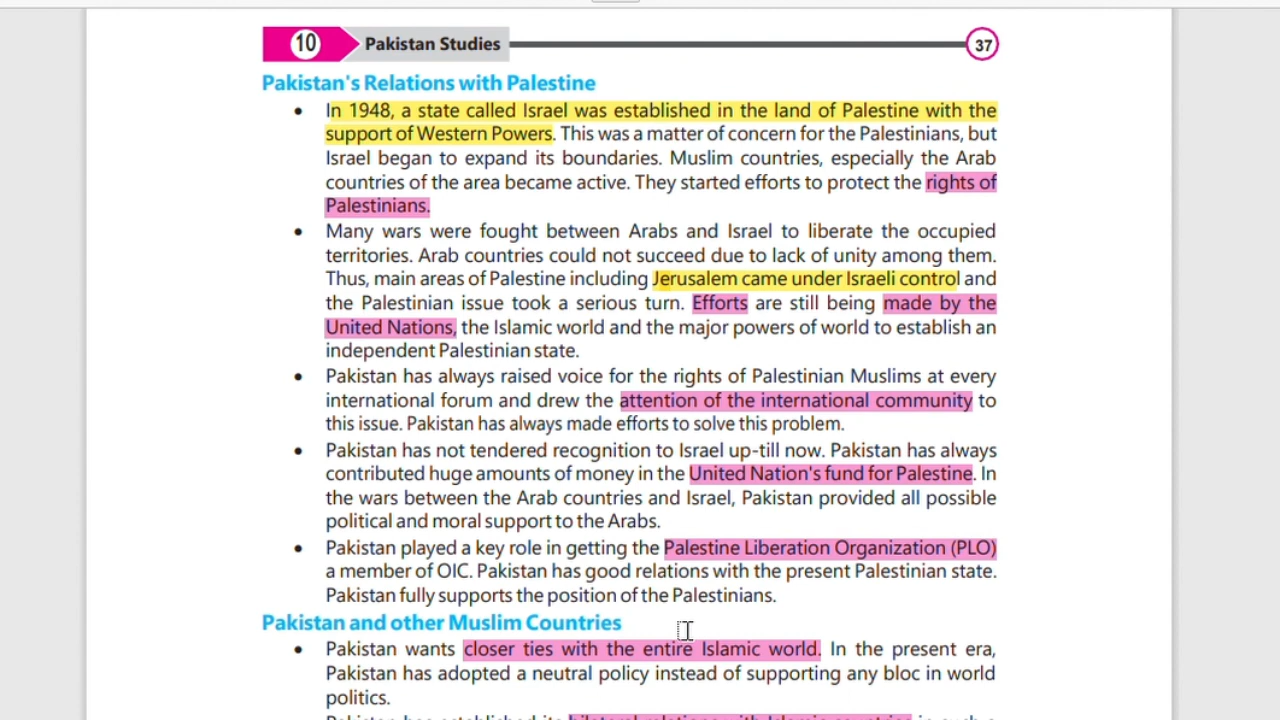 10 Pakistan Studies 37
Pakistan's Relations with Palestine
• In 1948, a state called Israel was established in the land of Palestine with the
support of Western Powers. This was a matter of concern for the Palestinians, but
Israel began to expand its boundaries. Muslim countries, especially the Arab
countries of the area became active. They started efforts to protect the rights of
Palestinians.
• Many wars were fought between Arabs and Israel to liberate the occupied
territories. Arab countries could not succeed due to lack of unity among them.
Thus, main areas of Palestine including Jerusalem came under Israeli control and
the Palestinian issue took a serious turn. Efforts are still being made by the
United Nations, the Islamic world and the major powers of world to establish an
independent Palestinian state.
• Pakistan has always raised voice for the rights of Palestinian Muslims at every
international forum and drew the attention of the international community to
this issue. Pakistan has always made efforts to solve this problem.
• Pakistan has not tendered recognition to Israel up-till now. Pakistan has always
contributed huge amounts of money in the United Nation's fund for Palestine. In
the wars between the Arab countries and Israel, Pakistan provided all possible
political and moral support to the Arabs.
• Pakistan played a key role in getting the Palestine Liberation Organization (PLO)
a member of OIC. Pakistan has good relations with the present Palestinian state.
Pakistan fully supports the position of the Palestinians.
Pakistan and other Muslim Countries
• Pakistan wants closer ties with the entire Islamic world. In the present era,
Pakistan has adopted a neutral policy instead of supporting any bloc in world
politics.
Pakistan has established its bilateral relations with Islamic countries in such a